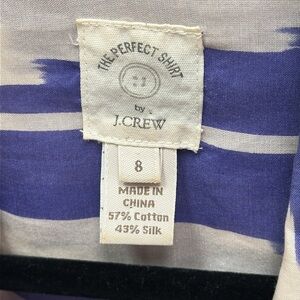 THE PERFECT SHIRT
by
J.CREW
8
MADE IN
CHINA
57% Cotton
43% Silk